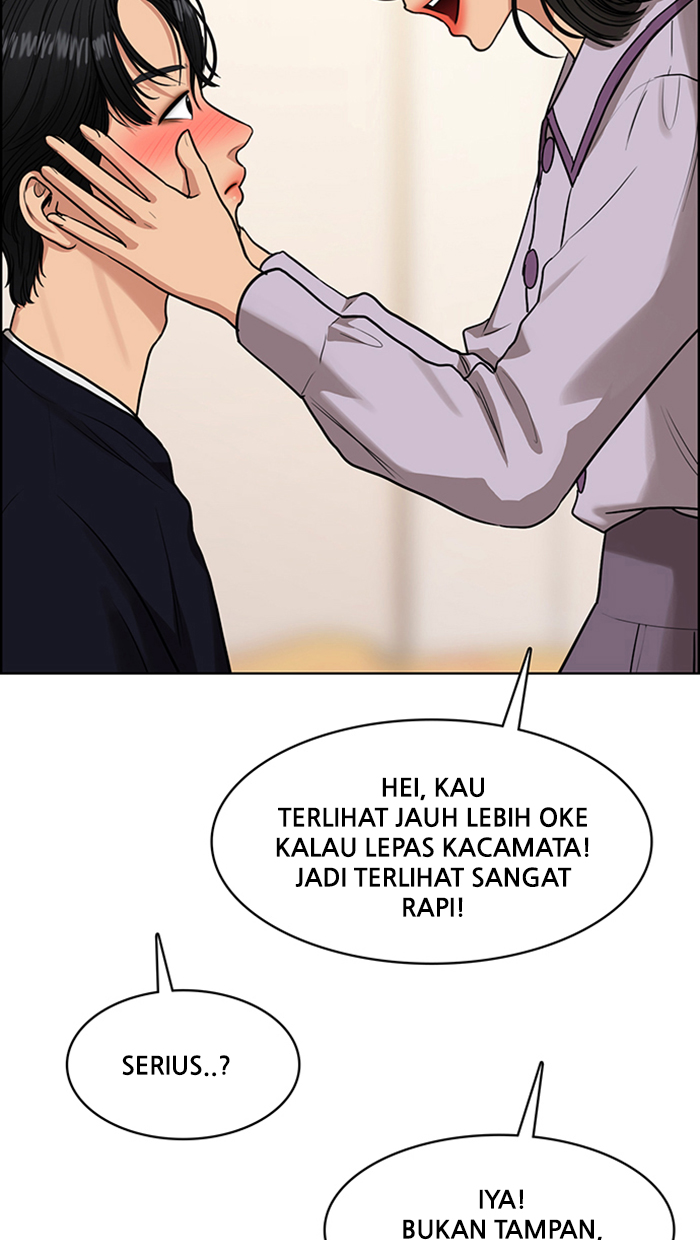 HEI, KAU
TERLIHAT JAUH LEBIH OKE
KALAU LEPAS KACAMATA!
JADI TERLIHAT SANGAT
RAPI!
SERIUS..?
IYA!
BUKAN TAMPAN,